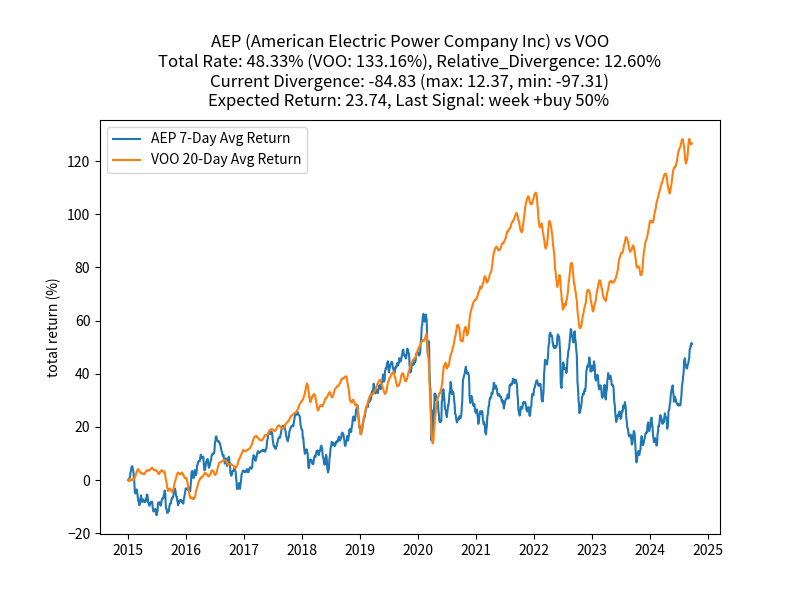 AEP (American Electric Power Company Inc) vs VOO
Total Rate: 48.33% (VOO: 133.16%), Relative_Divergence: 12.60%
Current Divergence: -84.83 (max: 12.37, min: -97.31)
Expected Return: 23.74, Last Signal: week +buy 50%
AEP 7-Day Avg Return
VOO 20-Day Avg Return
total return (%)
120
100
80
60
40
20
0
−20
2015 2016 2017 2018 2019 2020 2021 2022 2023 2024 2025